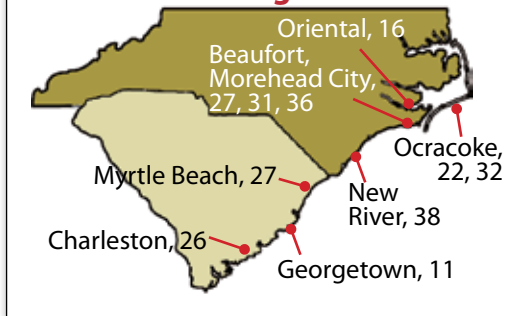 Oriental, 16
Beaufort,
Morehead City,
27, 31, 36
Ocracoke,
22, 32
Myrtle Beach, 27
New
River, 38
Charleston, 26
Georgetown, 11